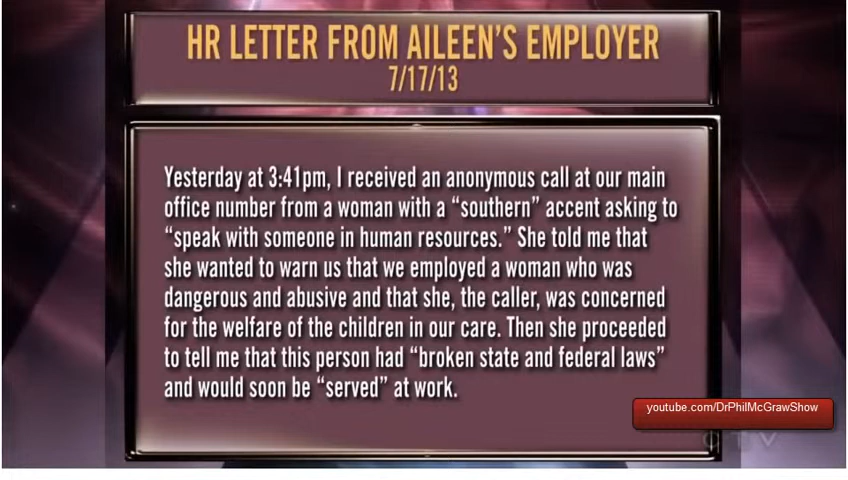 HR LETTER FROM AILEEN'S EMPLOYER
7/17/13
Yesterday at 3:41pm, I received an anonymous call at our main
office number from a woman with a “southern” accent asking to
“speak with someone in human resources.” She told me that
she wanted to warn us that we employed a woman who was
dangerous and abusive and that she, the caller, was concerned
for the welfare of the children in our care. Then she proceeded
to tell me that this person had “broken state and federal laws”
and would soon be “served” at work.
youtube.com/DrPhilMcGrawShow
CTV